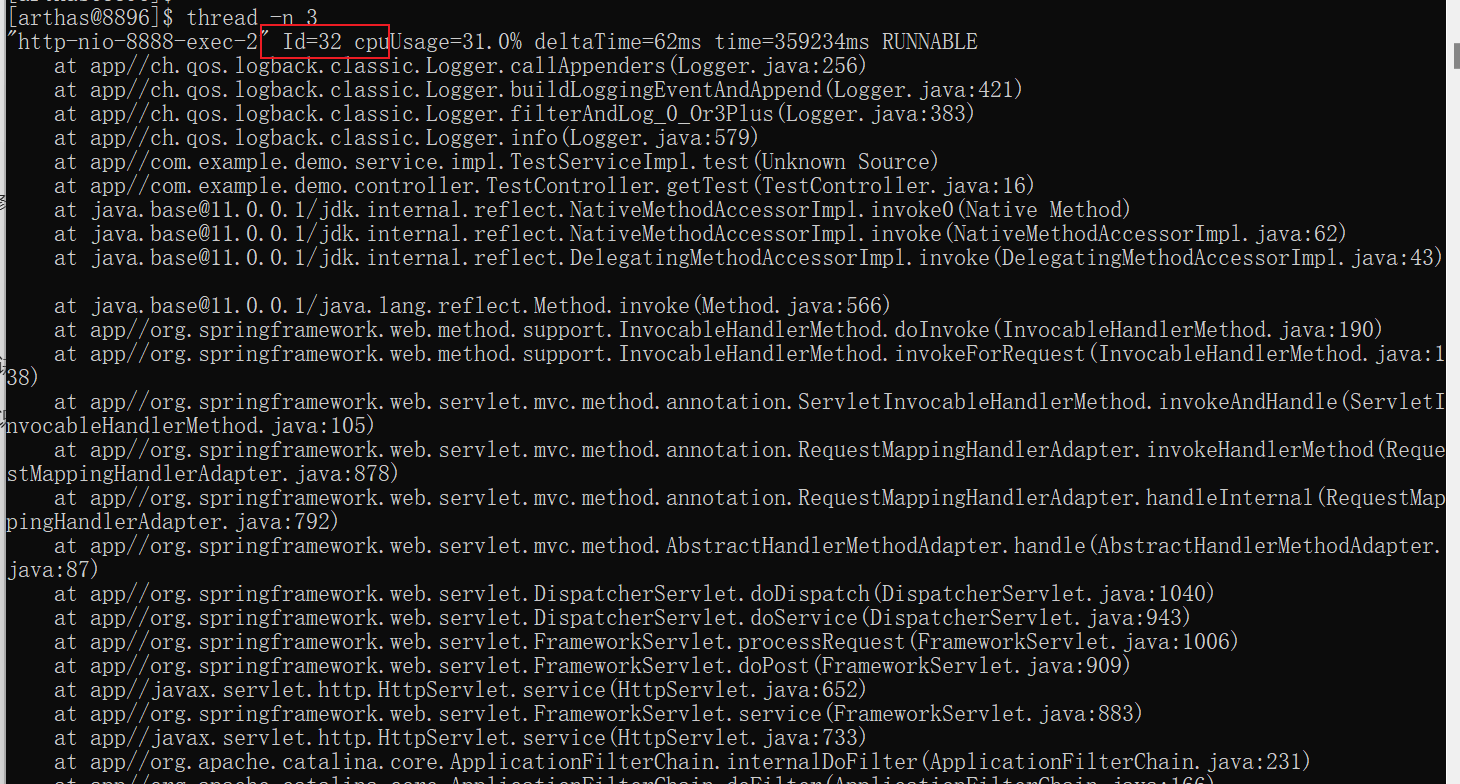 [arthas@8896]$ thread -n 3
"http-nio-8888-exec-2" Id=32 cpuUsage=31.0% deltaTime=62ms time=359234ms RUNNABLE
    at app//ch.qos.logback.classic.Logger.callAppenders(Logger.java:256)
    at app//ch.qos.logback.classic.Logger.buildLoggingEventAndAppend(Logger.java:421)
    at app//ch.qos.logback.classic.Logger.filterAndLog_0_Or3Plus(Logger.java:383)
    at app//ch.qos.logback.classic.Logger.info(Logger.java:579)
    at app//com.example.demo.service.impl.TestServiceImpl.test(Unknown Source)
    at app//com.example.demo.controller.TestController.getTest(TestController.java:16)
    at java.base@11.0.0.1/jdk.internal.reflect.NativeMethodAccessorImpl.invoke0(Native Method)
    at java.base@11.0.0.1/jdk.internal.reflect.NativeMethodAccessorImpl.invoke(NativeMethodAccessorImpl.java:62)
    at java.base@11.0.0.1/jdk.internal.reflect.DelegatingMethodAccessorImpl.invoke(DelegatingMethodAccessorImpl.java:43)
    at java.base@11.0.0.1/java.lang.reflect.Method.invoke(Method.java:566)
    at app//org.springframework.web.method.support.InvocableHandlerMethod.doInvoke(InvocableHandlerMethod.java:190)
    at app//org.springframework.web.method.support.InvocableHandlerMethod.invokeForRequest(InvocableHandlerMethod.java:1
38)
    at app//org.springframework.web.servlet.mvc.method.annotation.ServletInvocableHandlerMethod.invokeAndHandle(ServletI
nvocableHandlerMethod.java:105)
    at app//org.springframework.web.servlet.mvc.method.annotation.RequestMappingHandlerAdapter.invokeHandlerMethod(Reque
stMappingHandlerAdapter.java:878)
    at app//org.springframework.web.servlet.mvc.method.annotation.RequestMappingHandlerAdapter.handleInternal(RequestMap
pingHandlerAdapter.java:792)
    at app//org.springframework.web.servlet.mvc.method.AbstractHandlerMethodAdapter.handle(AbstractHandlerMethodAdapter.
java:87)
    at app//org.springframework.web.servlet.DispatcherServlet.doDispatch(DispatcherServlet.java:1040)
    at app//org.springframework.web.servlet.DispatcherServlet.doService(DispatcherServlet.java:943)
    at app//org.springframework.web.servlet.FrameworkServlet.processRequest(FrameworkServlet.java:1006)
    at app//org.springframework.web.servlet.FrameworkServlet.doPost(FrameworkServlet.java:909)
    at app//javax.servlet.http.HttpServlet.service(HttpServlet.java:652)
    at app//org.springframework.web.servlet.FrameworkServlet.service(FrameworkServlet.java:883)
    at app//javax.servlet.http.HttpServlet.service(HttpServlet.java:733)
    at app//org.apache.catalina.core.ApplicationFilterChain.internalDoFilter(ApplicationFilterChain.java:231)